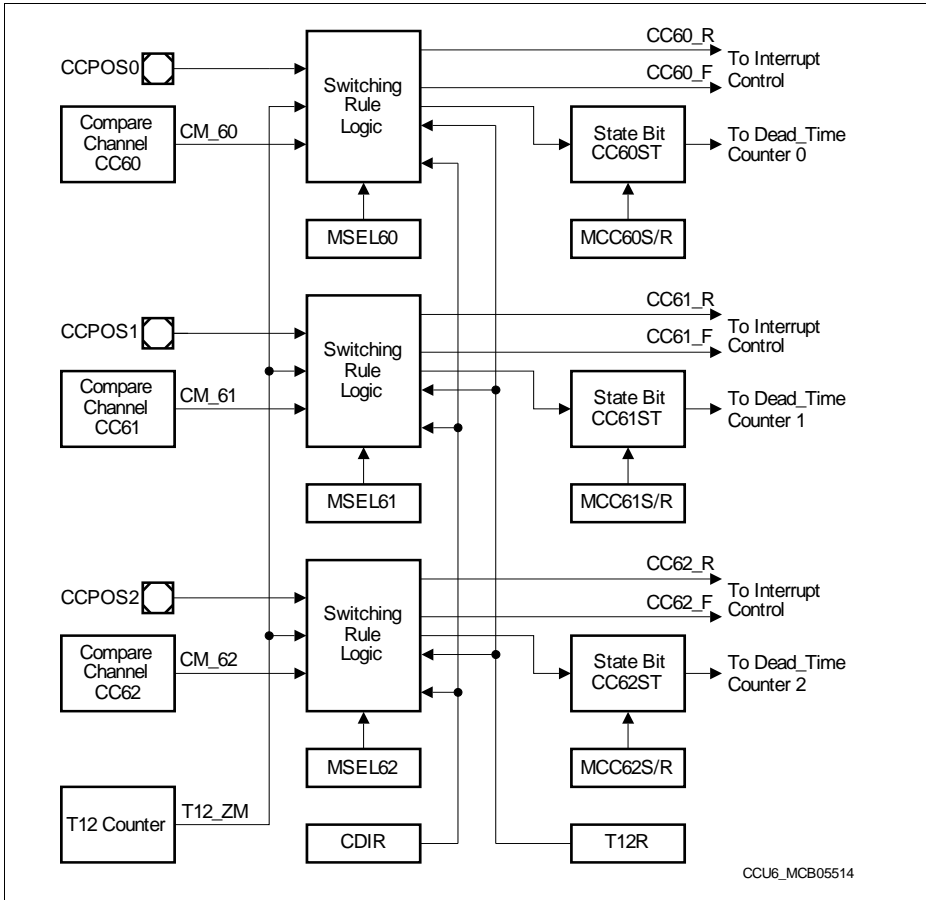 CCPOS0
Compare
Channel
CC60
CM_60
Switching
Rule
Logic
MSEL60
CC60_R
CC60_F
To Interrupt
Control
State Bit
CC60ST
To Dead_Time
Counter 0
MCC60S/R
CCPOS1
Compare
Channel
CC61
CM_61
Switching
Rule
Logic
MSEL61
CC61_R
CC61_F
To Interrupt
Control
State Bit
CC61ST
To Dead_Time
Counter 1
MCC61S/R
CCPOS2
Compare
Channel
CC62
CM_62
Switching
Rule
Logic
MSEL62
CC62_R
CC62_F
To Interrupt
Control
State Bit
CC62ST
To Dead_Time
Counter 2
MCC62S/R
T12 Counter
T12_ZM
CDIR
T12R
CCU6_MCB05514